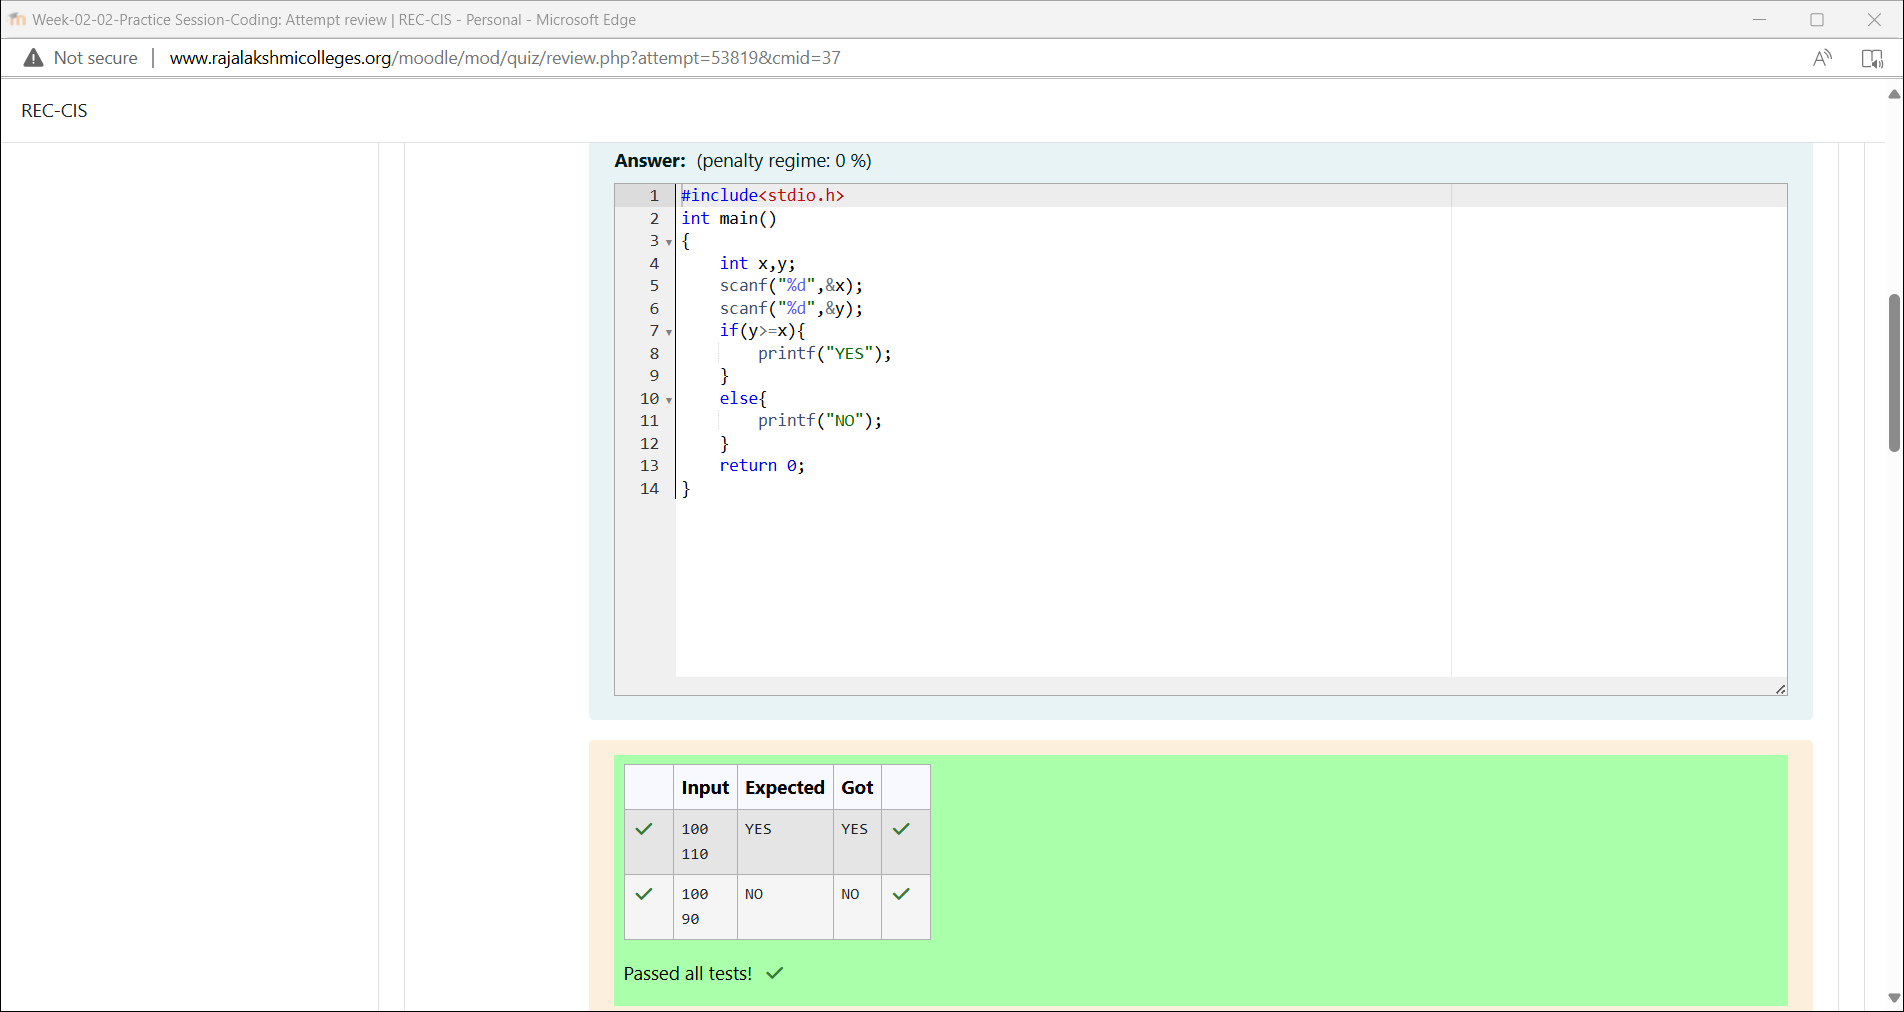 Week-02-02-Practice Session-Coding: Attempt review | REC-CIS - Personal - Microsoft Edge
Not secure | www.rajalakshmicolleges.org/moodle/mod/quiz/review.php?attempt=53819&cmid=37
REC-CIS
Answer: (penalty regime: 0 %)
1 #include<stdio.h>
2 int main()
3 {
4     int x,y;
5     scanf("%d",&x);
6     scanf("%d",&y);
7     if(y>=x){
8         printf("YES");
9     }
10     else{
11         printf("NO");
12     }
13     return 0;
14 }
Input Expected Got
100 YES YES
110
100 NO NO
90
Passed all tests!